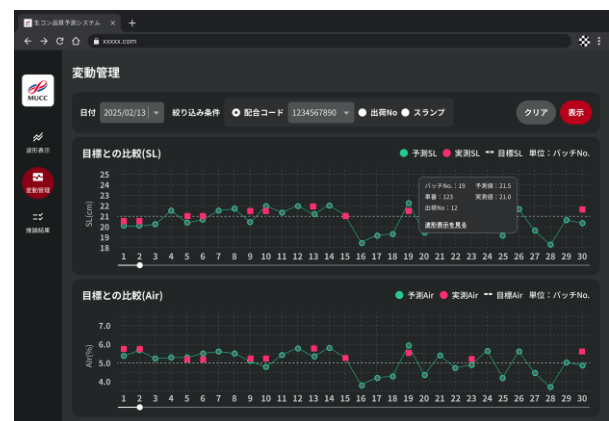 生コン品質予測システム × +
xxxxx.com
変動管理
MUCC
日付 2025/02/13 絞り込み条件 配合コード 1234567890 出荷No スランプ クリア 表示
波形表示
変動管理
推論結果
目標との比較(SL) 予測SL 実測SL 目標SL 単位：バッチNo.
SL(cm)
25
24
23
22
21
20
19
18
バッチNo.：19 予測値：21.5
車番：123 実測値：21.0
出荷No：12
波形表示を見る
1 2 3 4 5 6 7 8 9 10 11 12 13 14 15 16 17 18 19 20 21 22 23 24 25 26 27 28 29 30
目標との比較(Air) 予測Air 実測Air 目標Air 単位：バッチNo.
Air(%)
7.0
6.0
5.0
4.0
1 2 3 4 5 6 7 8 9 10 11 12 13 14 15 16 17 18 19 20 21 22 23 24 25 26 27 28 29 30